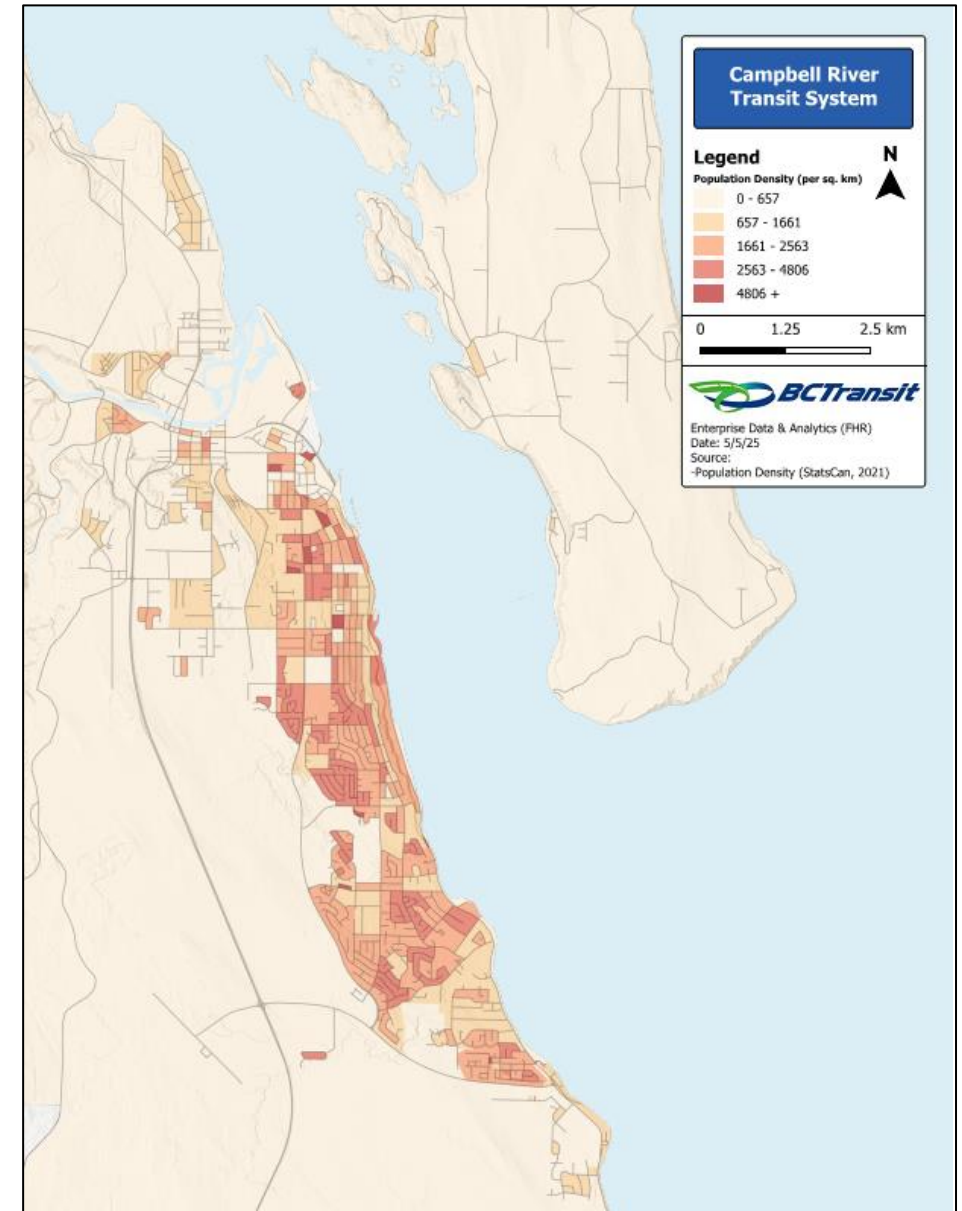 Campbell River
Transit System
Legend
N
Population Density (per sq. km)
0 - 657
657 - 1661
1661 - 2563
2563 - 4806
4806 +
0 1.25 2.5 km
BCTransit
Enterprise Data & Analytics (FHR)
Date: 5/5/25
Source:
-Population Density (StatsCan, 2021)